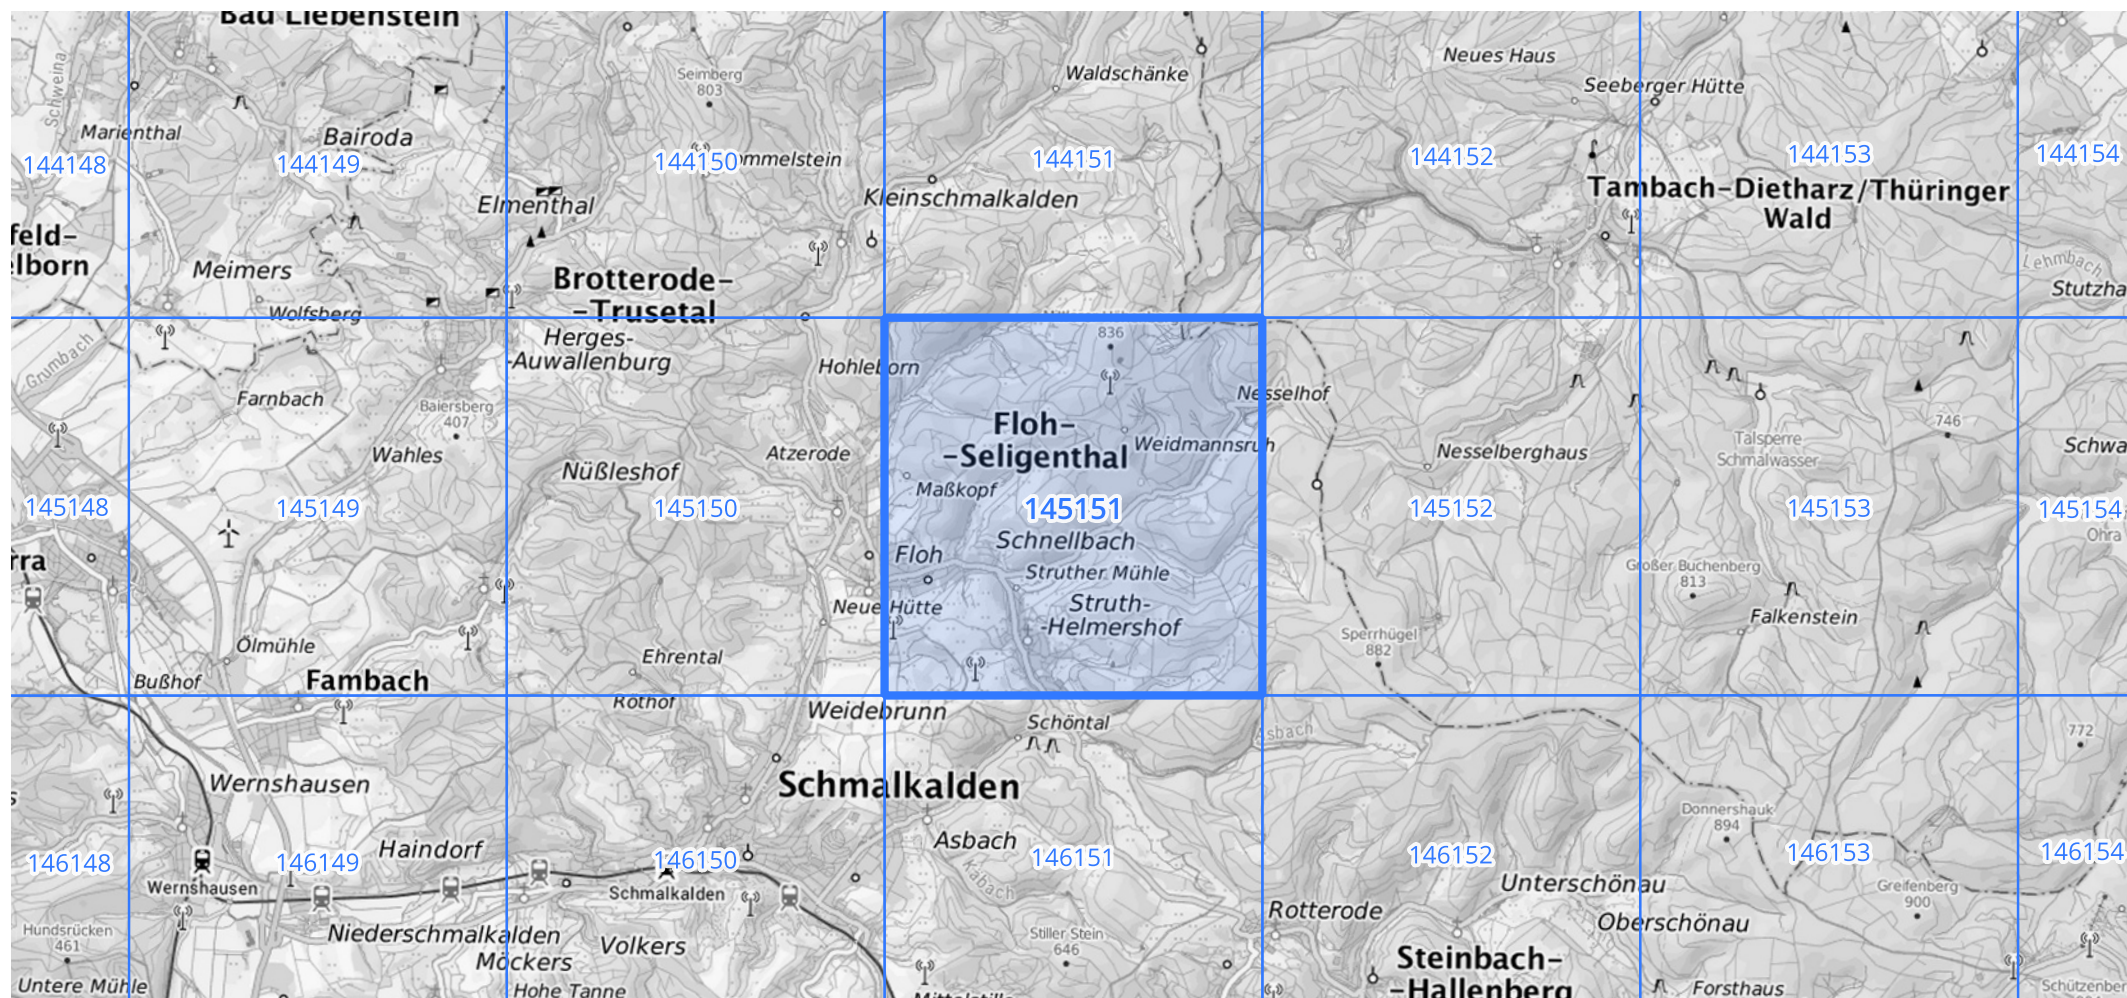 Bad Liebenstein
Schweina
Seimberg
803
Waldschänke
Neues Haus
Seeberger Hütte
Marienthal
Bairoda
144148
144149
144150
ommelstein
144151
144152
144153
144154
Elmenthal
Kleinschmalkalden
Tambach-Dietharz/Thüringer
Wald
feld-
elborn
Meimers
Brotterode-
-Trusetal
Lehmbach
Stutzha
Wolfsberg
Grumbach
Herges-
-Auwallenburg
Hohleborn
836
Nesselhof
Farnbach
Baiersberg
407
Wahles
Nüßleshof
Atzerode
Floh-
-Seligenthal
Weidmannsruh
Maßkopf
Nesselberghaus
Talsperre
Schmalwasser
746
Schwa
145148
145149
145150
145151
145152
145153
145154
Ohra
rra
Floh
Schnellbach
Struther Mühle
Struth-
-Helmershof
Neue Hütte
Großer Buchenberg
813
Falkenstein
Sperrhügel
882
Ölmühle
Ehrental
Bußhof
Fambach
Rothof
Weidebrunn
Schöntal
Asbach
772
Wernshausen
Schmalkalden
Donnershauk
894
Asbach
Haindorf
146148
146149
146150
146151
146152
146153
146154
Wernshausen
Schmalkalden
Kabach
Unterschönau
Greifenberg
900
Rotterode
Oberschönau
Hundsrücken
461
Niederschmalkalden
Volkers
Möckers
Stiller Stein
646
Steinbach-
-Hallenberg
Untere Mühle
Hohe Tanne
Mittelstille
Forsthaus
Schützenbe